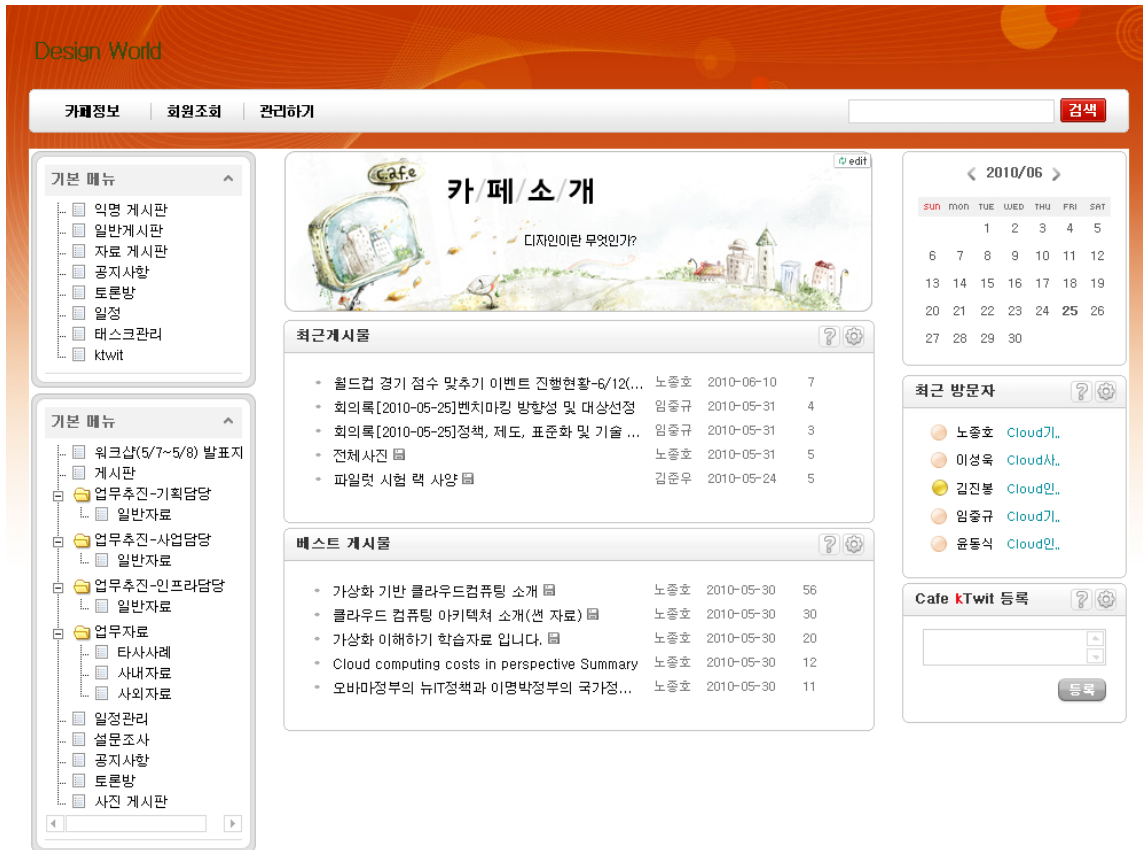 Design World
카페정보 회원조회 관리하기 검색
기본 메뉴
익명 게시판
일반게시판
자료 게시판
공지사항
토론방
일정
태스크관리
ktwit
기본 메뉴
워크샵(5/7~5/8) 발표지
게시판
업무추진-기획담당
일반자료
업무추진-사업담당
일반자료
업무추진-인프라담당
일반자료
업무자료
타사사례
사내자료
사외자료
일정관리
설문조사
공지사항
토론방
사진 게시판
cafe
edit
카/페/소/개
디자인이란 무엇인가?
최근게시물
월드컵 경기 점수 맞추기 이벤트 진행현황-6/12(... 노종호 2010-06-10 7
회의록[2010-05-25]벤치마킹 방향성 및 대상선정 임중규 2010-05-31 4
회의록[2010-05-25]정책, 제도, 표준화 및 기술 ... 임중규 2010-05-31 3
전체사진 노종호 2010-05-31 5
파일럿 시험 랙 사양 김준우 2010-05-24 5
베스트 게시물
가상화 기반 클라우드컴퓨팅 소개 노종호 2010-05-30 56
클라우드 컴퓨팅 아키텍쳐 소개(썬 자료) 노종호 2010-05-30 30
가상화 이해하기 학습자료 입니다. 노종호 2010-05-30 20
Cloud computing costs in perspective Summary 노종호 2010-05-30 12
오바마정부의 뉴IT정책과 이명박정부의 국가정... 노종호 2010-05-30 11
2010/06
SUN MON TUE WED THU FRI SAT
1 2 3 4 5
6 7 8 9 10 11 12
13 14 15 16 17 18 19
20 21 22 23 24 25 26
27 28 29 30
최근 방문자
노종호 Cloud기..
이성욱 Cloud사..
김진봉 Cloud인..
임중규 Cloud기..
윤동식 Cloud인..
Cafe kTwit 등록
등록